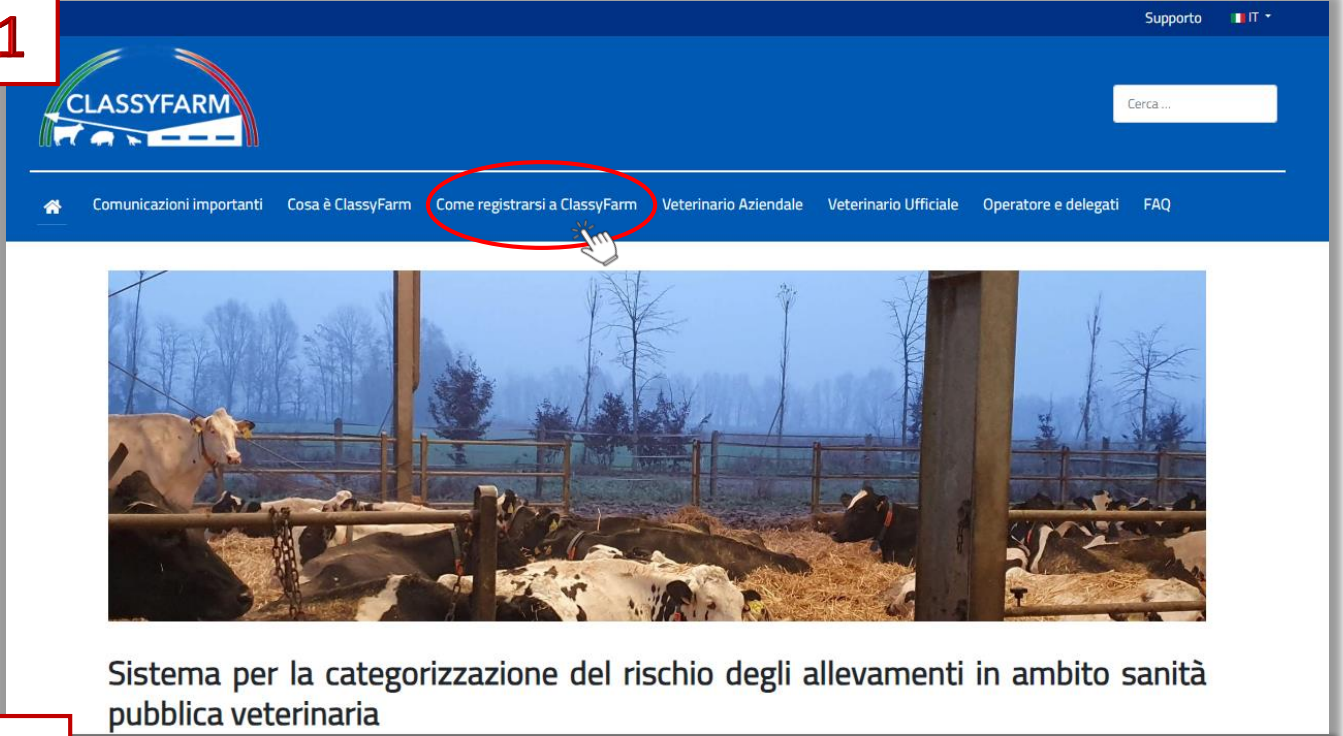 1
Supporto IT
CLASSYFARM
Cerca ...
Comunicazioni importanti Cosa è ClassyFarm Come registrarsi a ClassyFarm Veterinario Aziendale Veterinario Ufficiale Operatore e delegati FAQ
Sistema per la categorizzazione del rischio degli allevamenti in ambito sanità
pubblica veterinaria